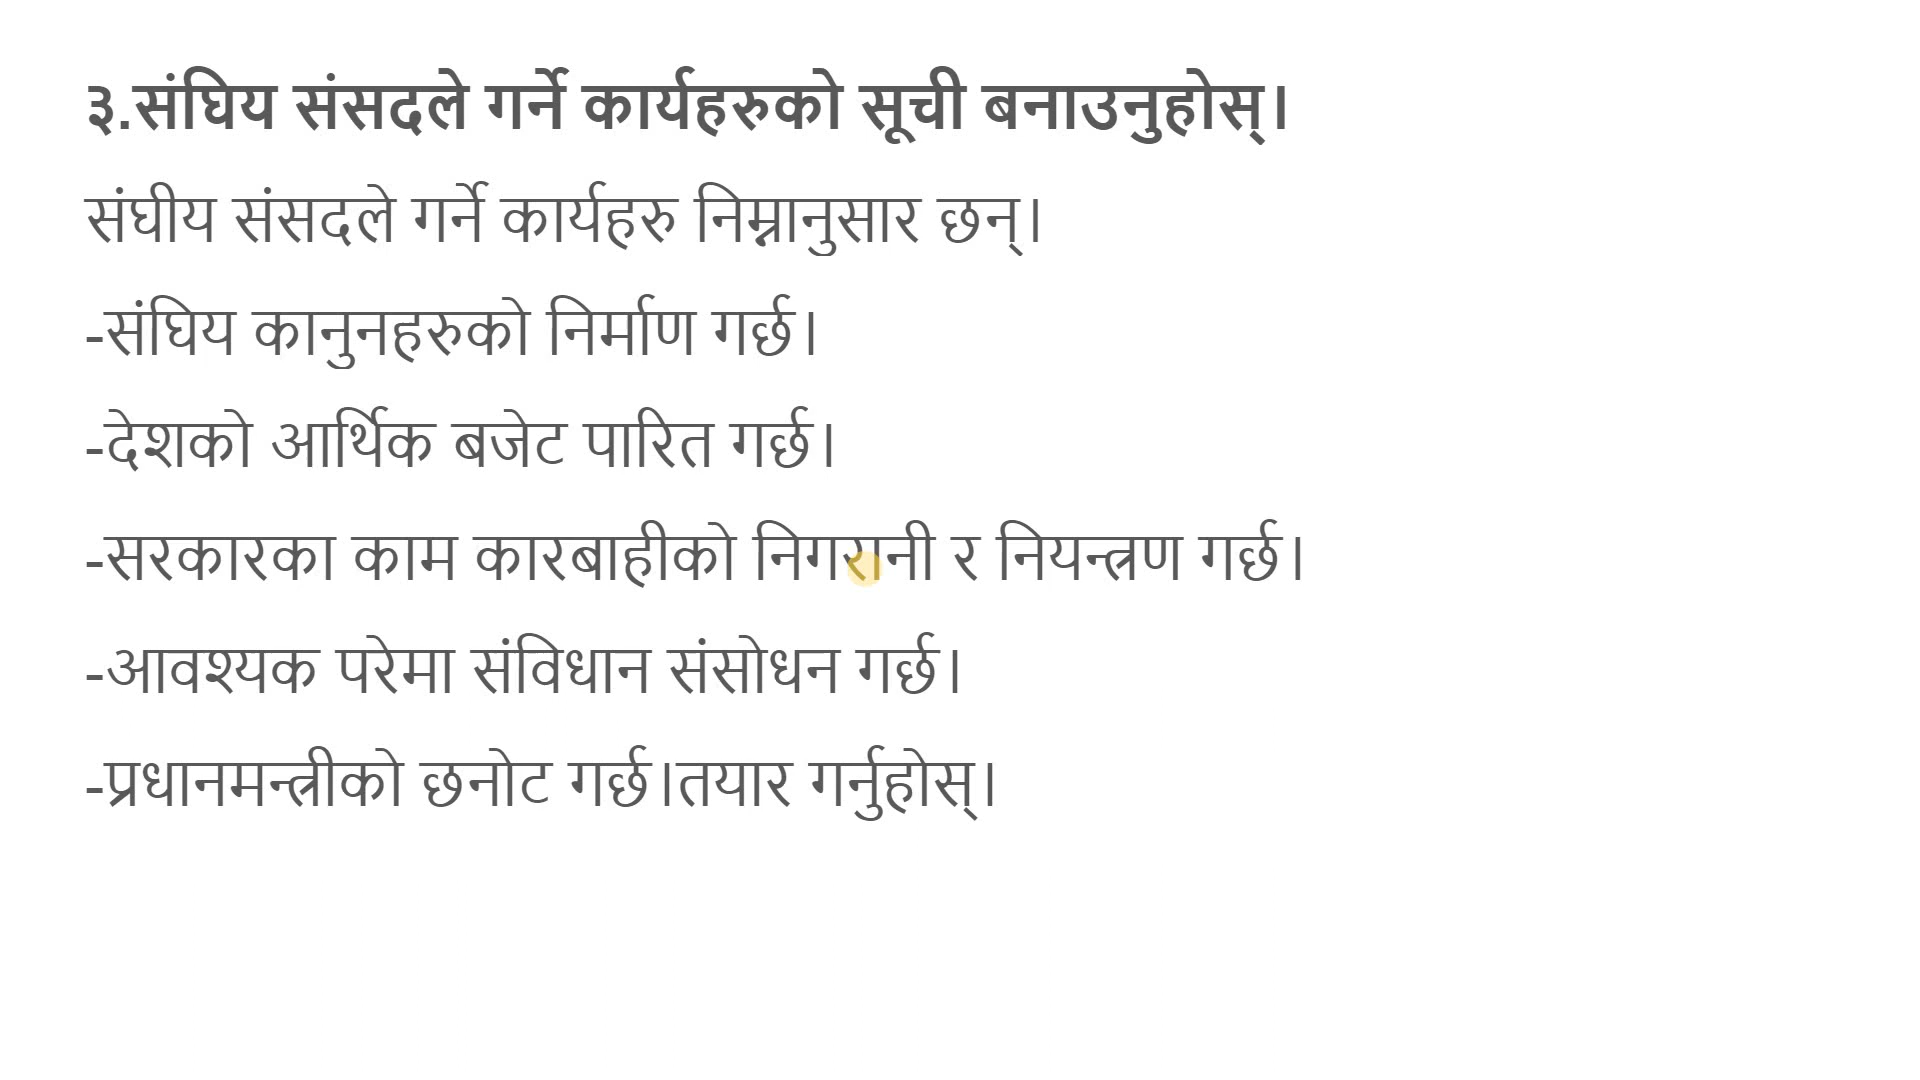 ३.संघिय संसदले गर्ने कार्यहरुको सूची बनाउनुहोस्।
संघीय संसदले गर्ने कार्यहरु निम्नानुसार छन्।
-संघिय कानुनहरुको निर्माण गर्छ।
-देशको आर्थिक बजेट पारित गर्छ।
-सरकारका काम कारबाहीको निगरानी र नियन्त्रण गर्छ।
-आवश्यक परेमा संविधान संसोधन गर्छ।
-प्रधानमन्त्रीको छनोट गर्छ।तयार गर्नुहोस्।